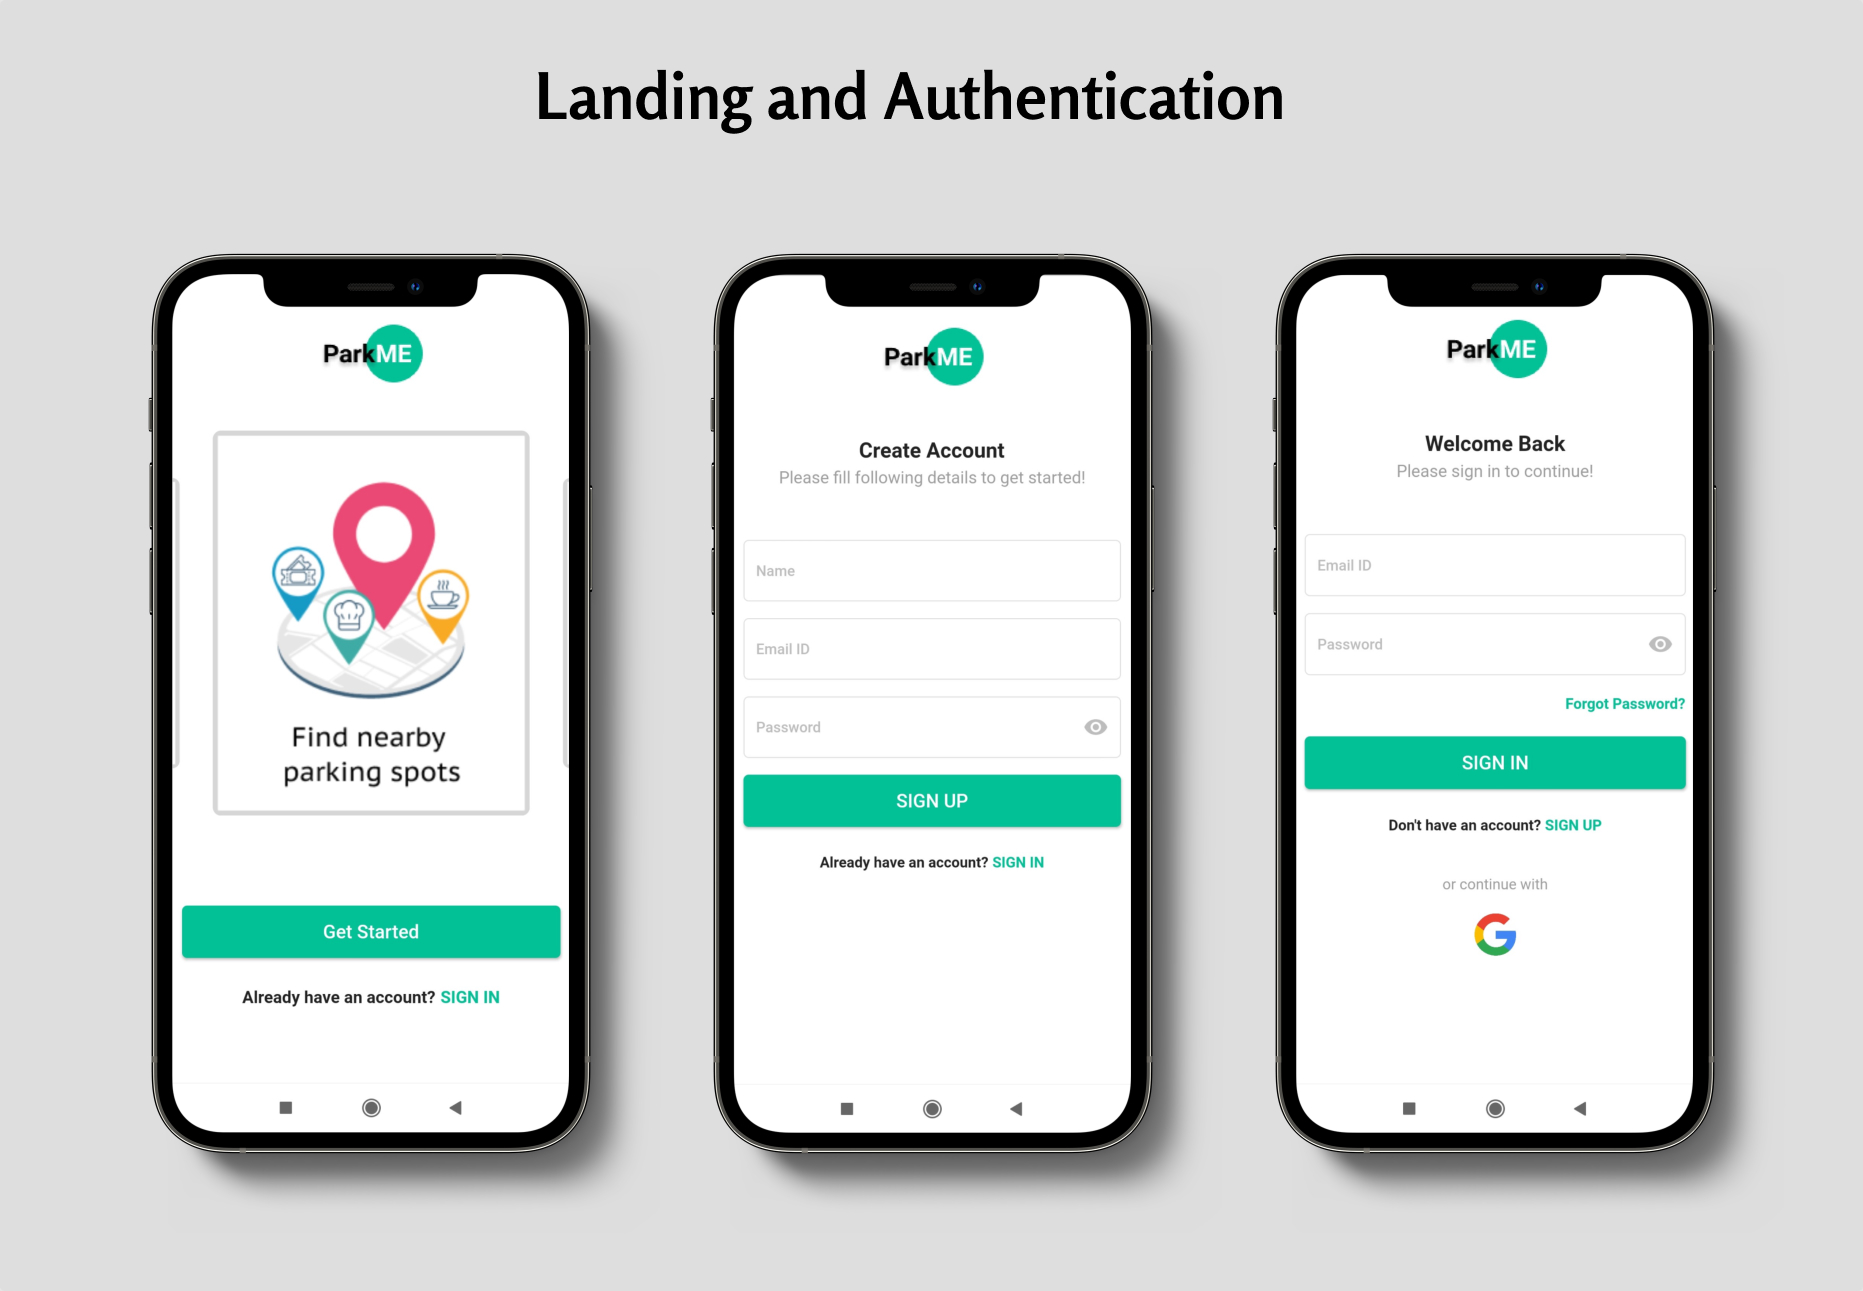 Landing and Authentication
ParkME
Find nearby
parking spots
Get Started
Already have an account? SIGN IN
ParkME
Create Account
Please fill following details to get started!
Name
Email ID
Password
SIGN UP
Already have an account? SIGN IN
ParkME
Welcome Back
Please sign in to continue!
Email ID
Password
Forgot Password?
SIGN IN
Don't have an account? SIGN UP
or continue with
G